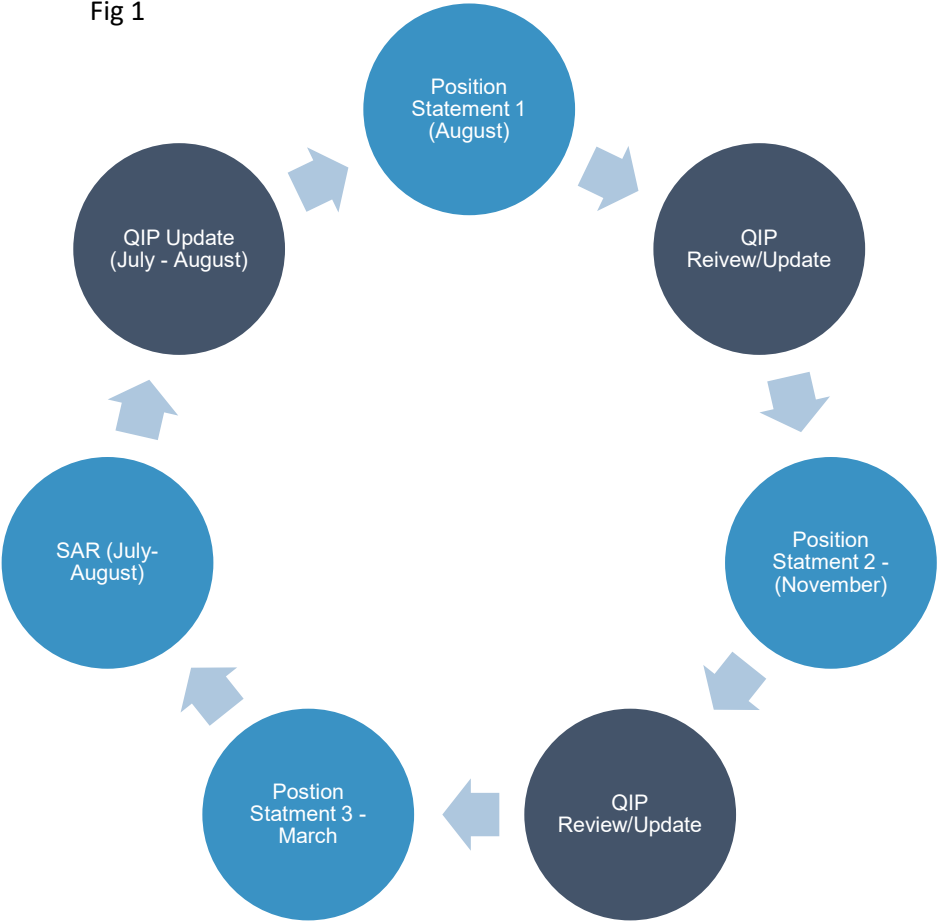 Fig 1
Position
Statement 1
(August)
QIP
Reivew/Update
Position
Statment 2 -
(November)
QIP
Review/Update
Postion
Statment 3 -
March
SAR (July-
August)
QIP Update
(July - August)